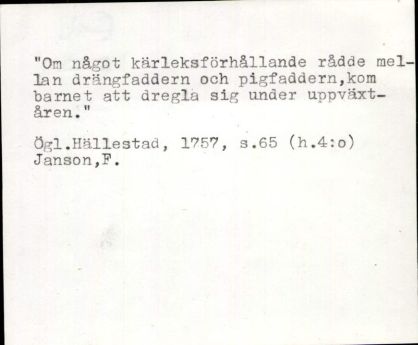 "Om något kärleksförhållande rådde mel-
lan drängfaddern och pigfaddern,kom
barnet att dregla sig under uppväxt-
åren."
Ögl.Hällestad, 1757, s.65 (h.4:o)
Janson,F.